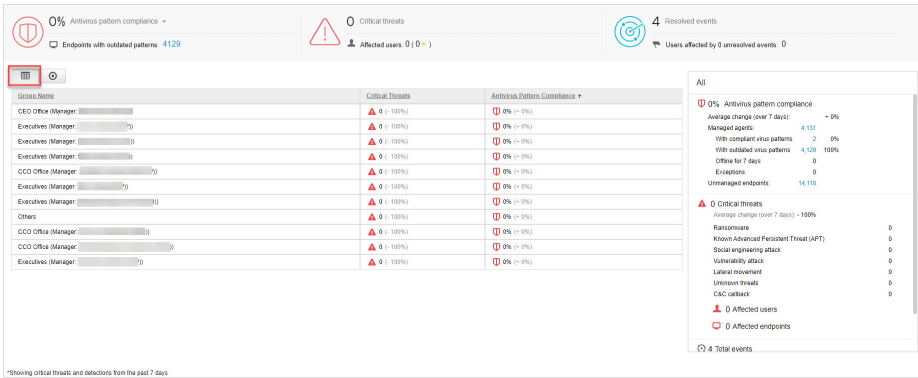 0% Antivirus pattern compliance
Endpoints with outdated patterns: 4129
0 Critical threats
Affected users: 0 ( 0 )
4 Resolved events
Users affected by 0 unresolved events: 0
Group Name Critical Threats Antivirus Pattern Compliance
CEO Office (Manager: 0 (- 100%) 0% (+ 0%)
Executives (Manager: *)) 0 (- 100%) 0% (+ 0%)
Executives (Manager: )) 0 (- 100%) 0% (+ 0%)
Executives (Manager: )) 0 (- 100%) 0% (+ 0%)
CCO Office (Manager: *)) 0 (- 100%) 0% (+ 0%)
Executives (Manager: *)) 0 (- 100%) 0% (+ 0%)
Executives (Manager: )) 0 (- 100%) 0% (+ 0%)
Others 0 (- 100%) 0% (+ 0%)
CCO Office (Manager: )) 0 (- 100%) 0% (+ 0%)
CCO Office (Manager: )) 0 (- 100%) 0% (+ 0%)
Executives (Manager: *)) 0 (- 100%) 0% (+ 0%)
All
0% Antivirus pattern compliance
Average change (over 7 days): + 0%
Managed agents: 4,131
With compliant virus patterns 2 0%
With outdated virus patterns 4,129 100%
Offline for 7 days 0
Exceptions 0
Unmanaged endpoints: 14,118
0 Critical threats
Average change (over 7 days): - 100%
Ransomware 0
Known Advanced Persistent Threat (APT) 0
Social engineering attack 0
Vulnerability attack 0
Lateral movement 0
Unknown threats 0
C&C callback 0
0 Affected users
0 Affected endpoints
4 Total events
*Showing critical threats and detections from the past 7 days